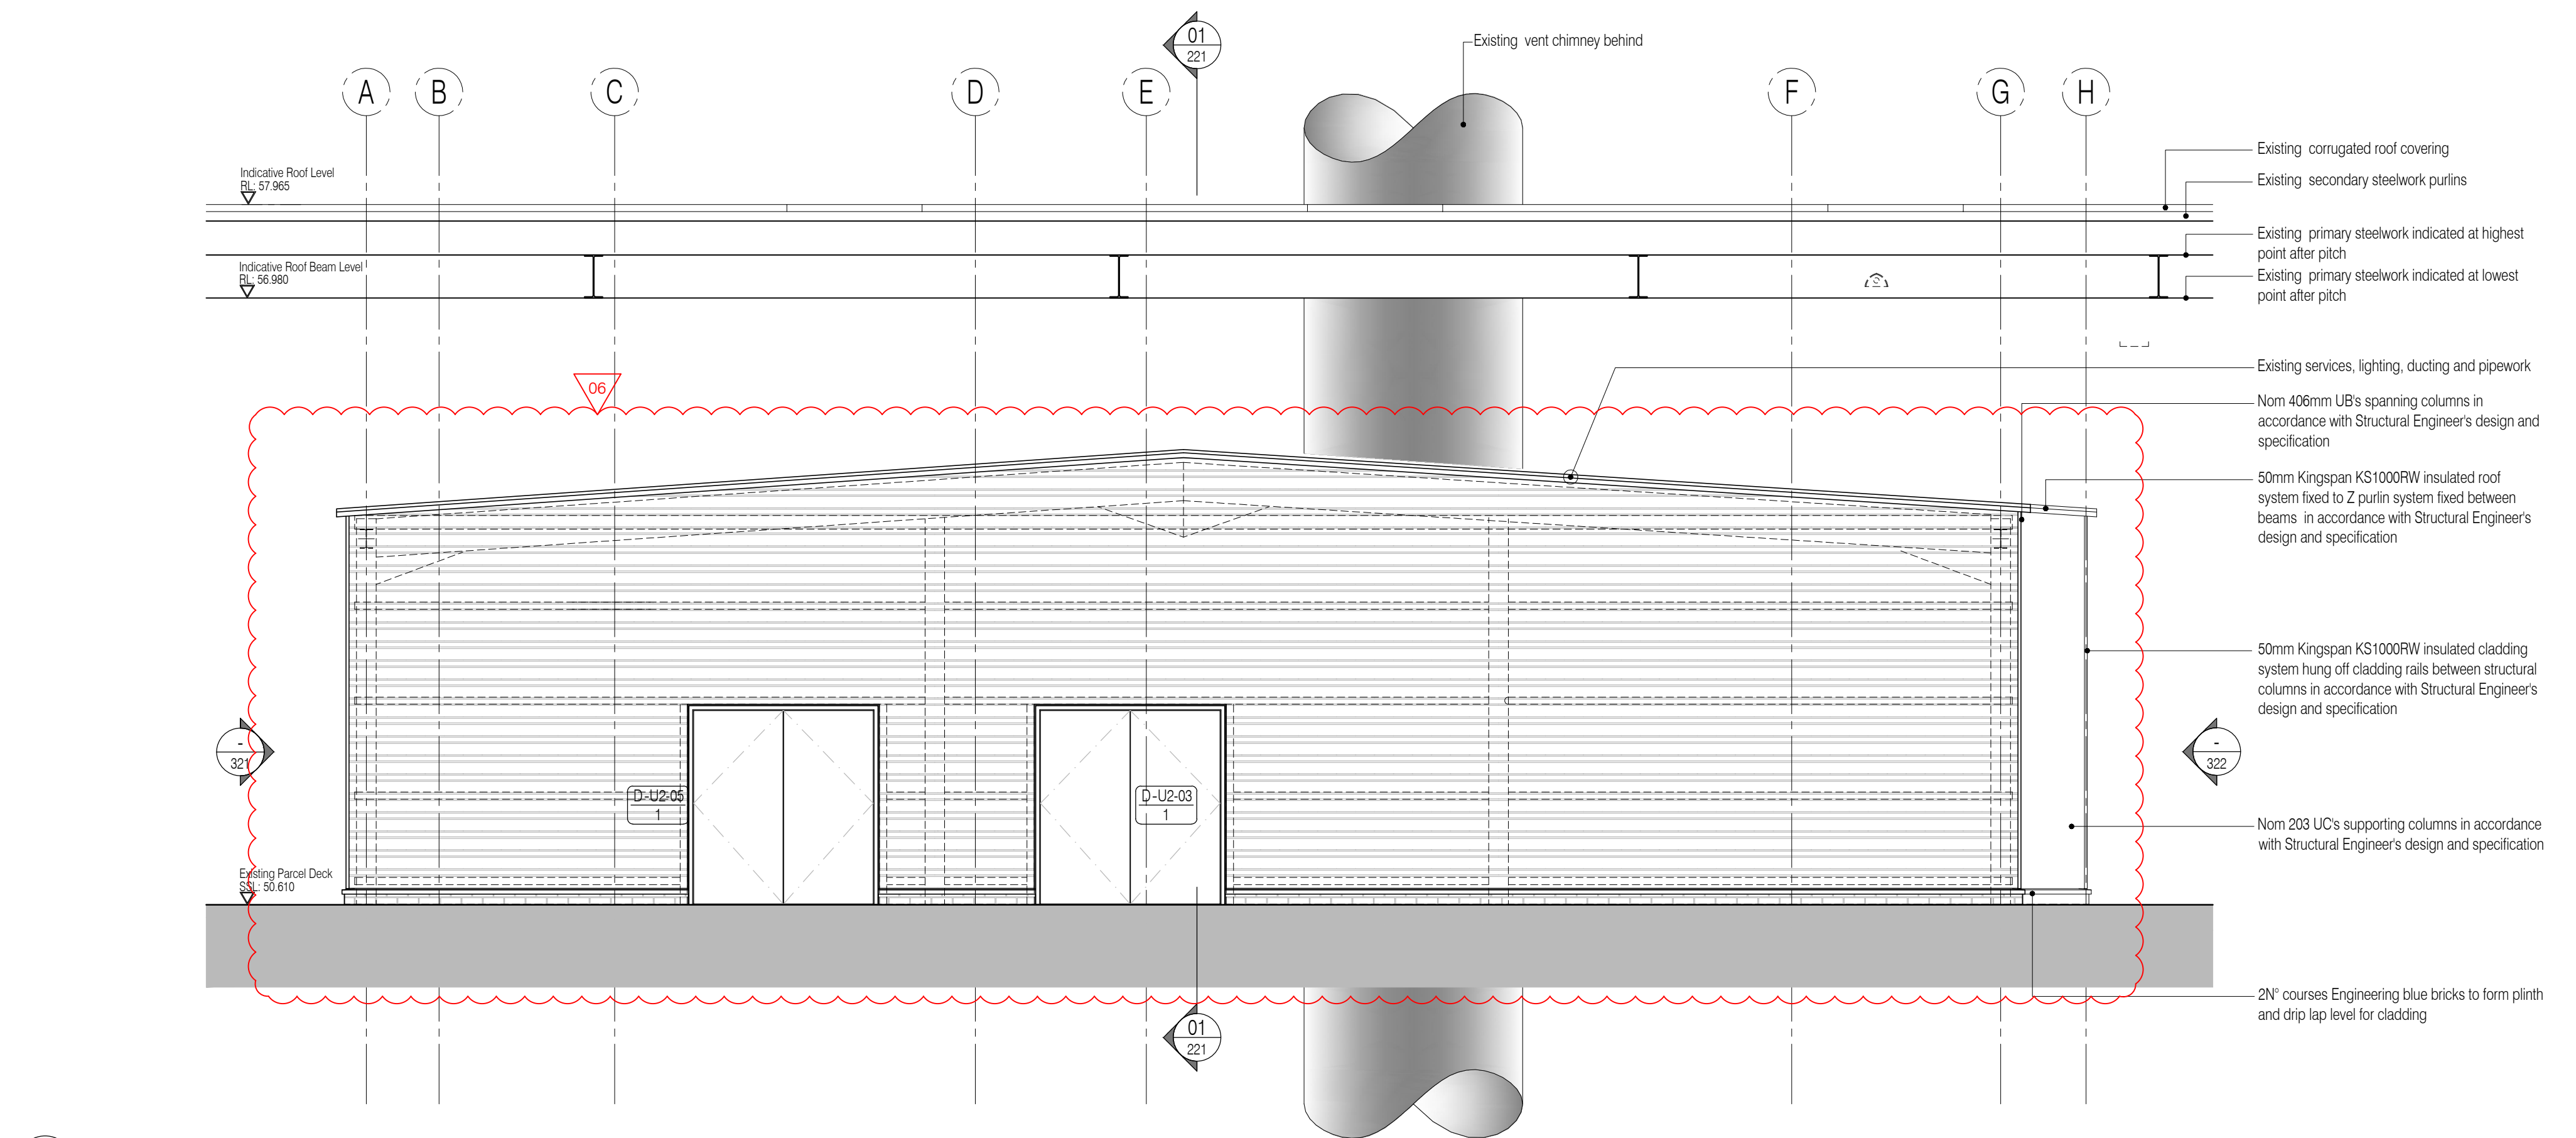 01
221
Existing vent chimney behind
A
B
C
D
E
F
G
H
Existing corrugated roof covering
Indicative Roof Level
RL: 57.965
Existing secondary steelwork purlins
Existing primary steelwork indicated at highest
point after pitch
Indicative Roof Beam Level
RL: 56.980
Existing primary steelwork indicated at lowest
point after pitch
Existing services, lighting, ducting and pipework
06
Nom 406mm UB's spanning columns in
accordance with Structural Engineer's design and
specification
50mm Kingspan KS1000RW insulated roof
system fixed to Z purlin system fixed between
beams in accordance with Structural Engineer's
design and specification
50mm Kingspan KS1000RW insulated cladding
system hung off cladding rails between structural
columns in accordance with Structural Engineer's
design and specification
-
321
-
322
D-U2-05
1
D-U2-03
1
Nom 203 UC's supporting columns in accordance
with Structural Engineer's design and specification
Existing Parcel Deck
SSL: 50.610
2N° courses Engineering blue bricks to form plinth
and drip lap level for cladding
01
221